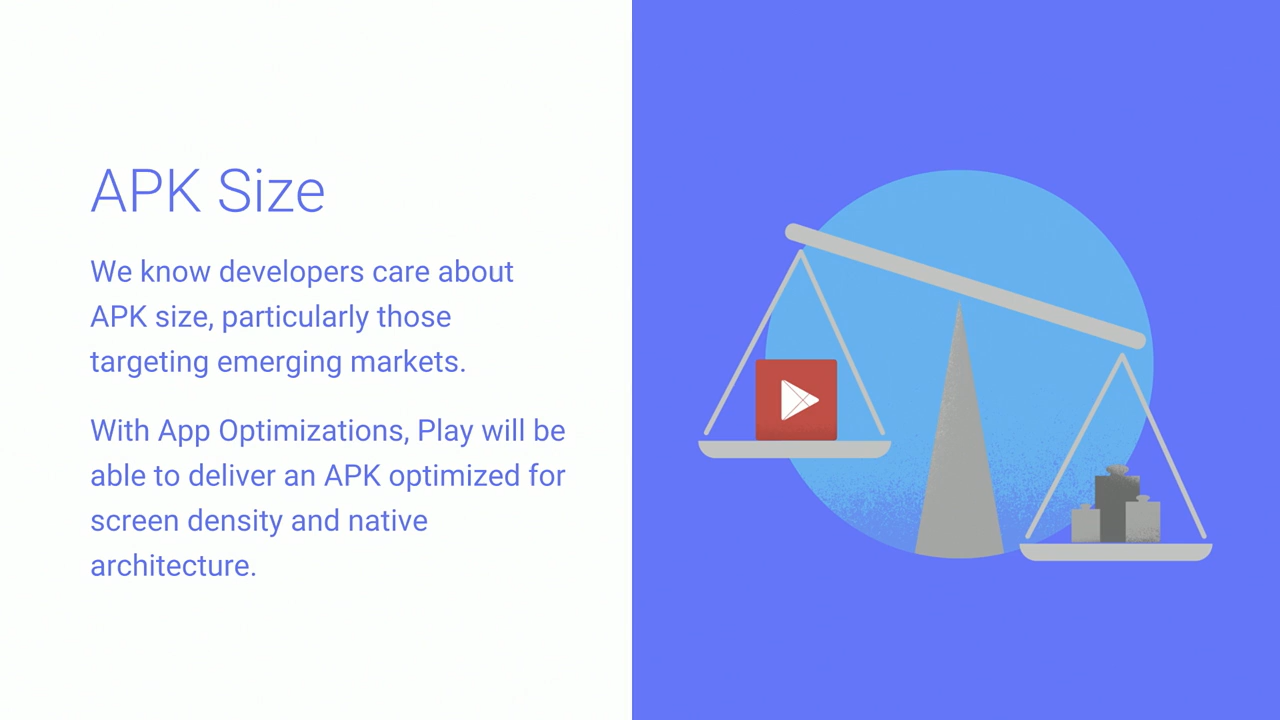 APK Size
We know developers care about
APK size, particularly those
targeting emerging markets.
With App Optimizations, Play will be
able to deliver an APK optimized for
screen density and native
architecture.